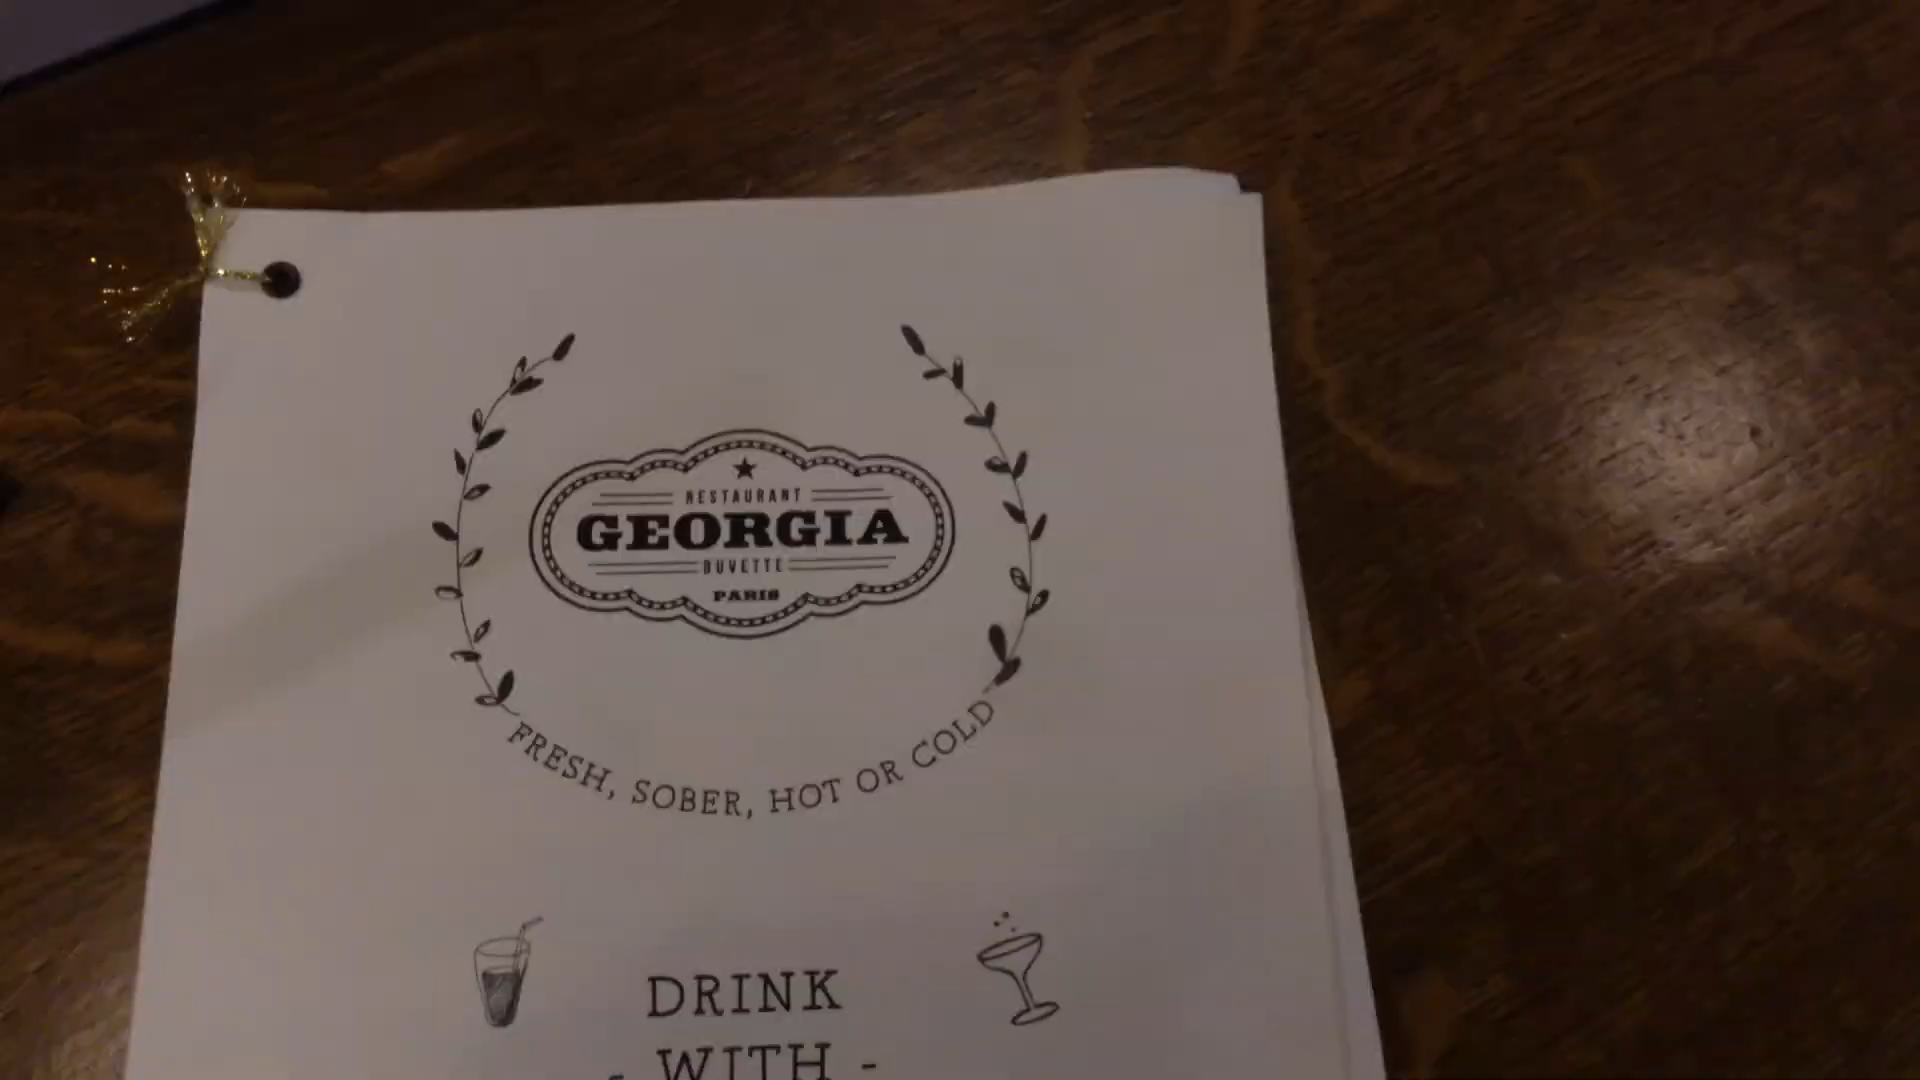 RESTAURANT
GEORGIA
BUVETTE
PARIS
FRESH, SOBER, HOT OR COLD
DRINK
- WITH -